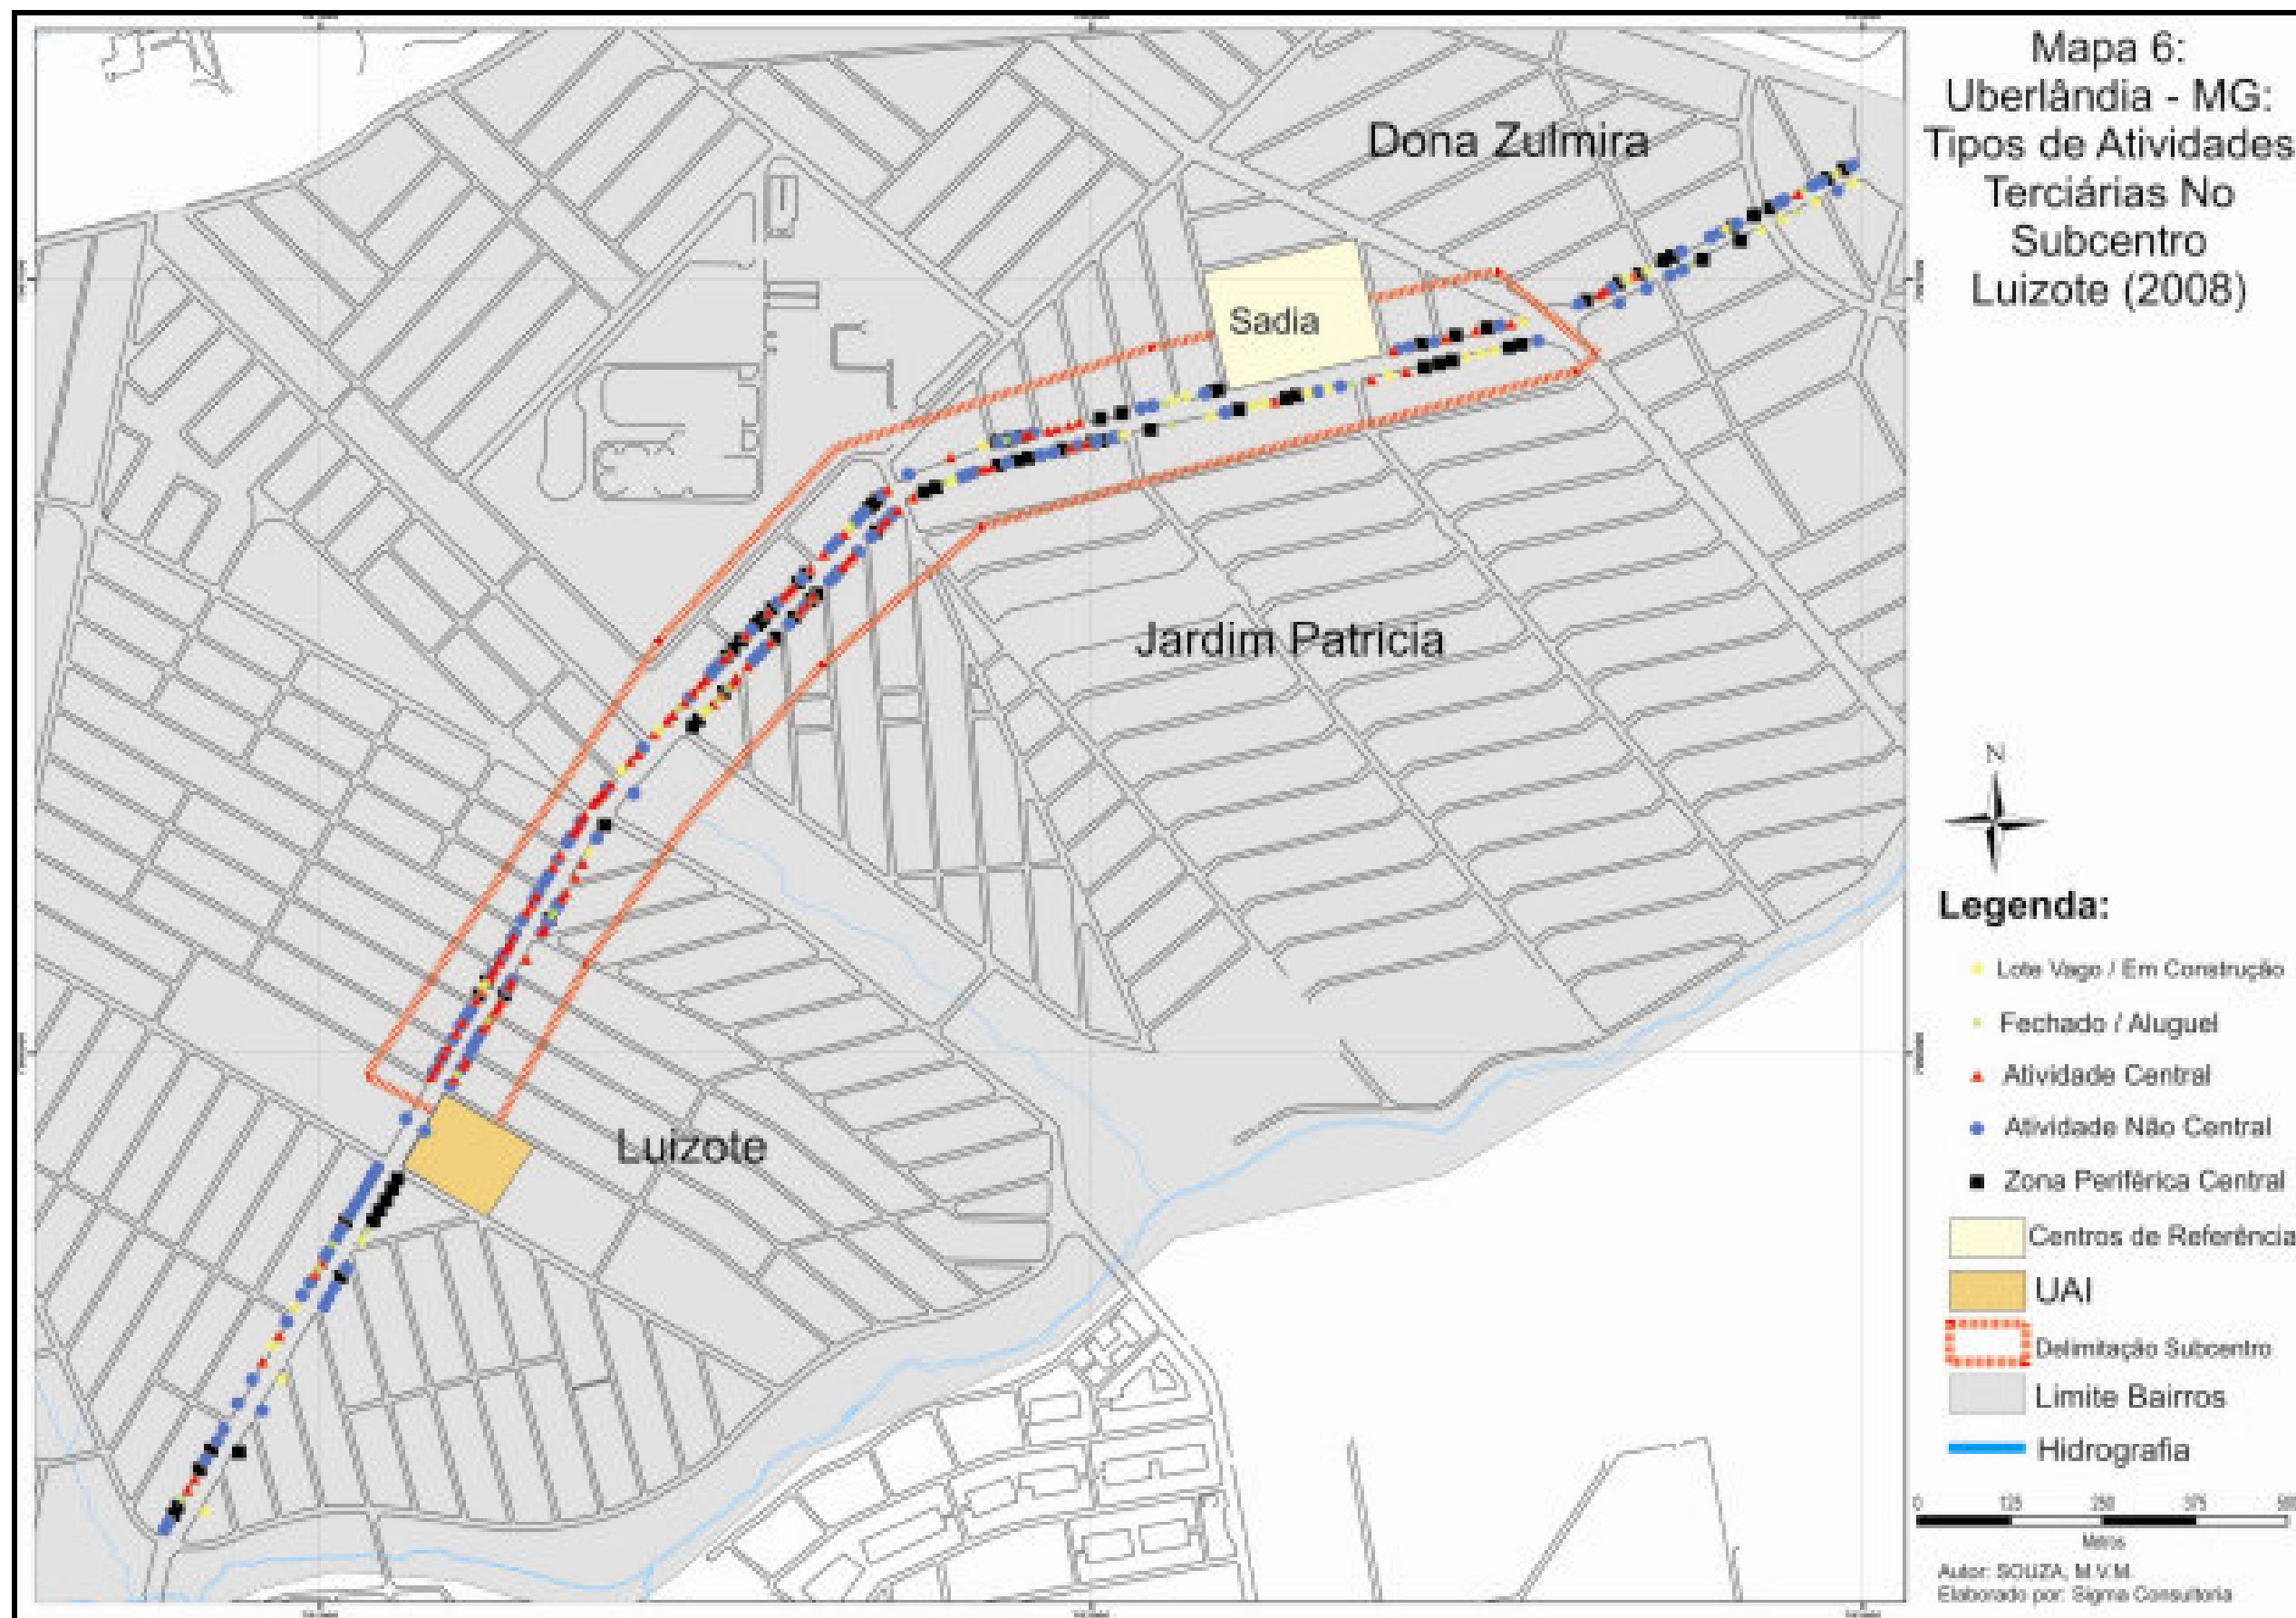 Mapa 6:
Uberlândia - MG:
Tipos de Atividades
Terciárias No
Subcentro
Luizote (2008)
Dona Zulmira
Sadia
Jardim Patricia
Luizote
N
Legenda:
Lote Vago / Em Construção
Fechado / Aluguel
Atividade Central
Atividade Não Central
Zona Periférica Central
Centros de Referência
UAI
Delimitação Subcentro
Limite Bairros
Hidrografia
0 125 250 375 500
Metros
Autor: SOUZA, M.V.M.
Elaborado por: Sigma Consultoria